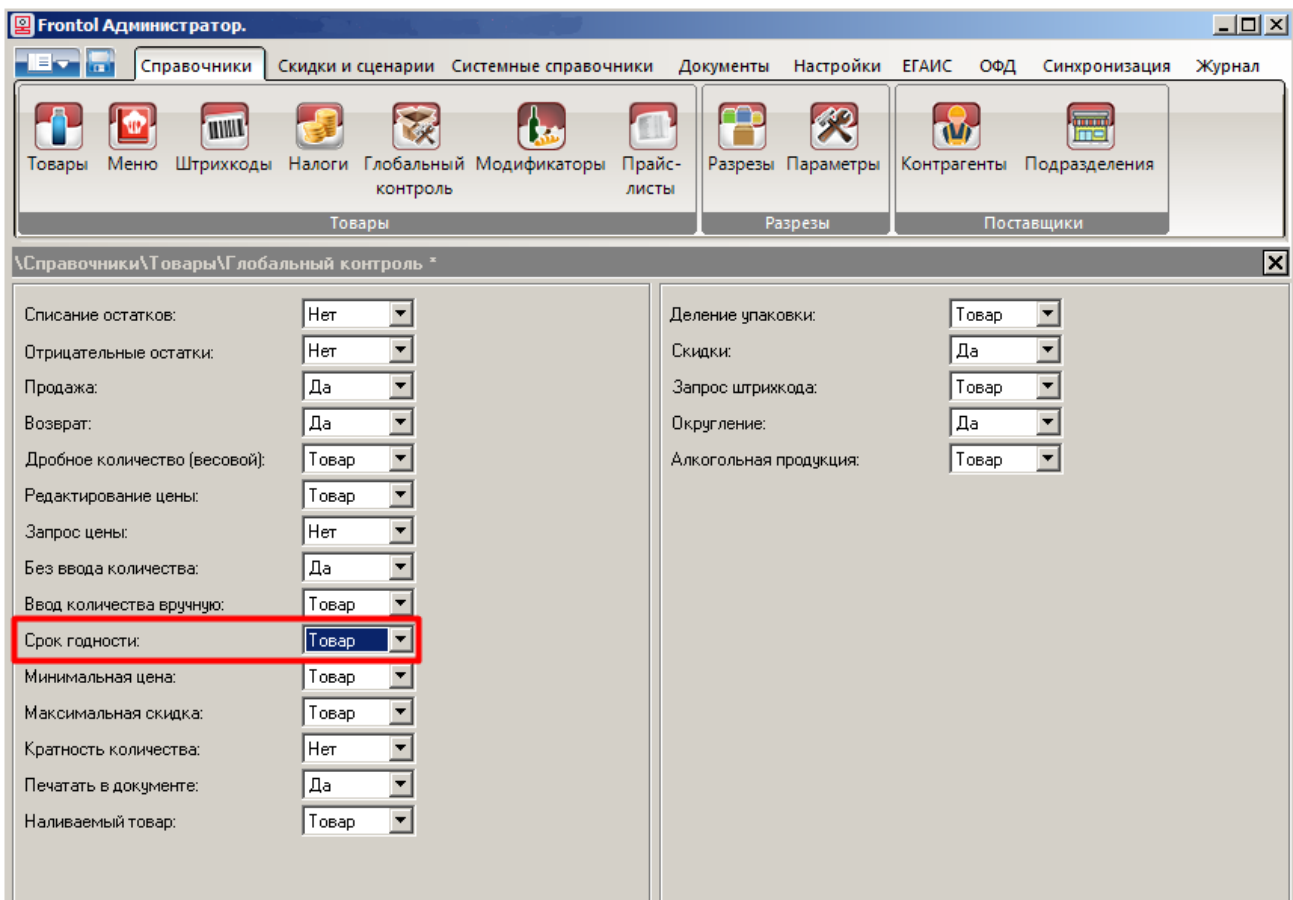 Frontol Администратор.
Справочники Скидки и сценарии Системные справочники Документы Настройки ЕГАИС ОФД Синхронизация Журнал
Товары Меню Штрихкоды Налоги Глобальный контроль Модификаторы Прайс-листы Разрезы Параметры Контрагенты Подразделения
Товары Разрезы Поставщики
\Справочники\Товары\Глобальный контроль *
Списание остатков: Нет
Отрицательные остатки: Нет
Продажа: Да
Возврат: Да
Дробное количество (весовой): Товар
Редактирование цены: Товар
Запрос цены: Нет
Без ввода количества: Да
Ввод количества вручную: Товар
Срок годности: Товар
Минимальная цена: Товар
Максимальная скидка: Товар
Кратность количества: Нет
Печатать в документе: Да
Наливаемый товар: Товар
Деление упаковки: Товар
Скидки: Да
Запрос штрихкода: Товар
Округление: Да
Алкогольная продукция: Товар